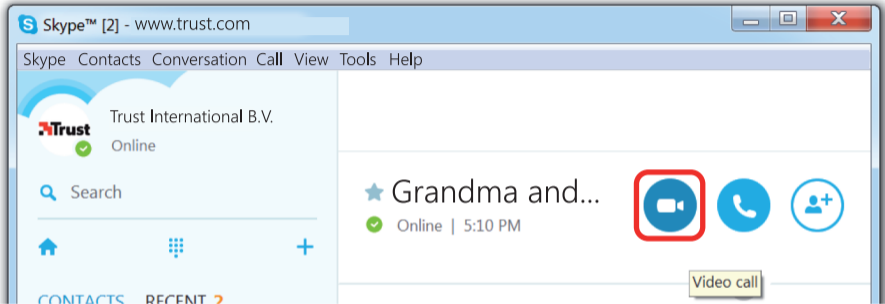 Skype™ [2] - www.trust.com
Skype Contacts Conversation Call View Tools Help
Trust
Trust International B.V.
Online
Search
CONTACTS RECENT 2
Grandma and...
Online | 5:10 PM
Video call